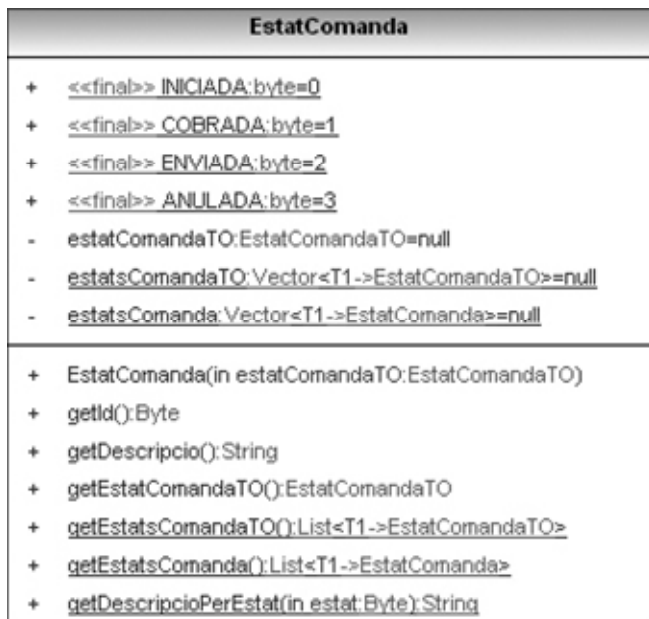 EstatComanda
+ <<final>> INICIADA:byte=0
+ <<final>> COBRADA:byte=1
+ <<final>> ENVIADA:byte=2
+ <<final>> ANULADA:byte=3
- estatComandaTO:EstatComandaTO=null
- estatsComandaTO:Vector<T1->EstatComandaTO>=null
- estatsComanda:Vector<T1->EstatComanda>=null
+ EstatComanda(in estatComandaTO:EstatComandaTO)
+ getId():Byte
+ getDescripcio():String
+ getEstatComandaTO():EstatComandaTO
+ getEstatsComandaTO():List<T1->EstatComandaTO>
+ getEstatsComanda():List<T1->EstatComanda>
+ getDescripcioPerEstat(in estat:Byte):String